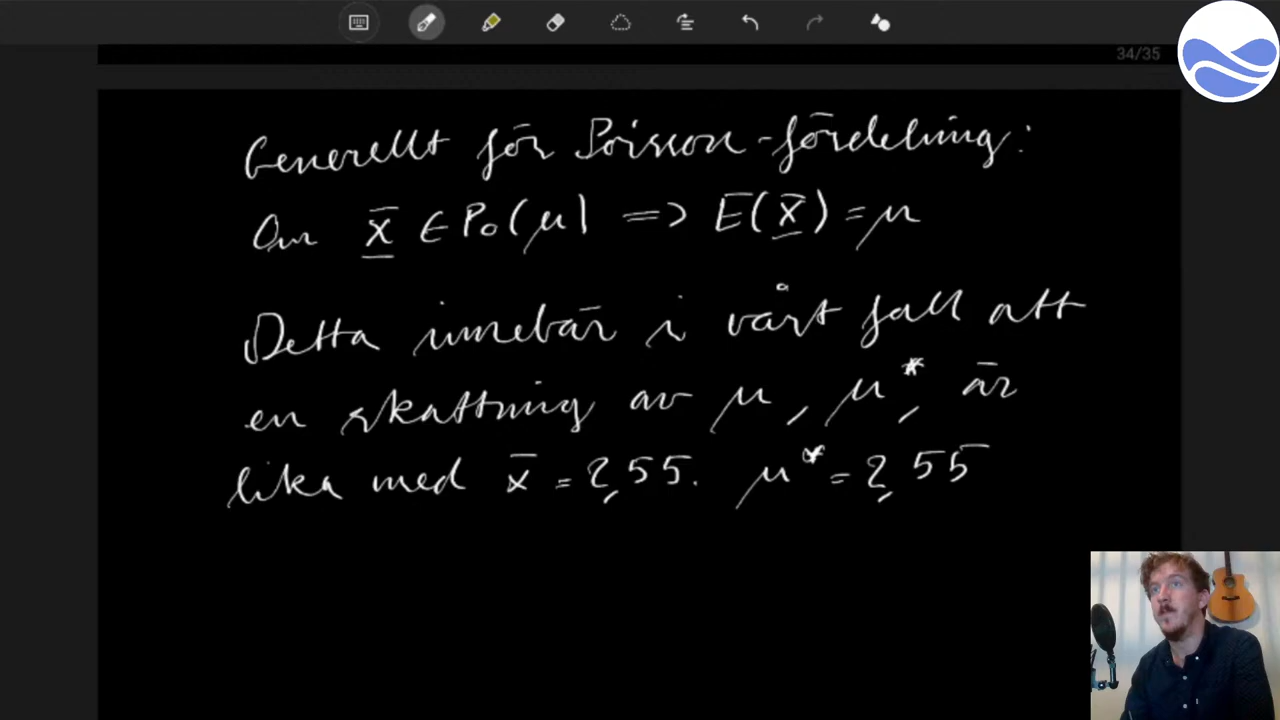 34/35
Generellt för Poisson-fördelning:
Om X ∈ Po(μ) => E(X) = μ
Detta innebär i vårt fall att
en skattning av μ, μ*, är
lika med x̄ = 2,55. μ* = 2,55